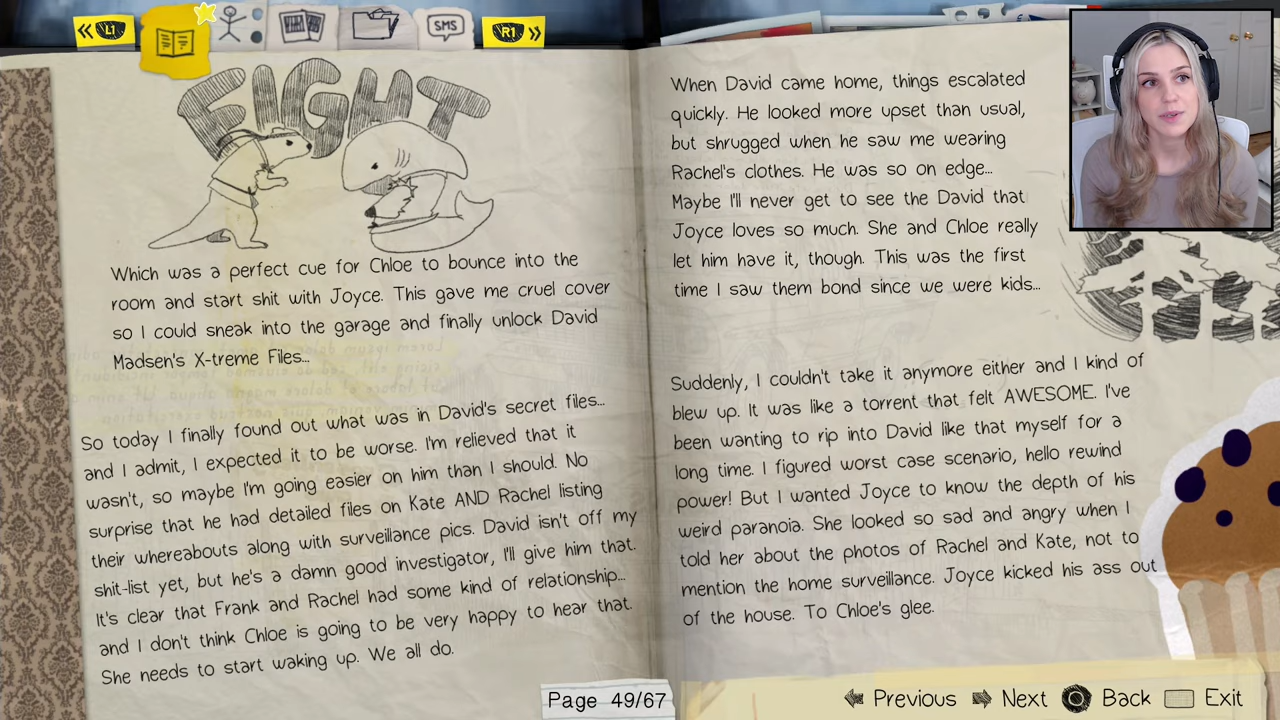 L1
SMS
R1
FIGHT
Which was a perfect cue for Chloe to bounce into the
room and start shit with Joyce. This gave me cruel cover
so I could sneak into the garage and finally unlock David
Madsen's X-treme Files...
So today I finally found out what was in David's secret files...
and I admit, I expected it to be worse. I'm relieved that it
wasn't, so maybe I'm going easier on him than I should. No
surprise that he had detailed files on Kate AND Rachel listing
their whereabouts along with surveillance pics. David isn't off my
shit-list yet, but he's a damn good investigator, I'll give him that.
It's clear that Frank and Rachel had some kind of relationship...
and I don't think Chloe is going to be very happy to hear that.
She needs to start waking up. We all do.
When David came home, things escalated
quickly. He looked more upset than usual,
but shrugged when he saw me wearing
Rachel's clothes. He was so on edge...
Maybe I'll never get to see the David that
Joyce loves so much. She and Chloe really
let him have it, though. This was the first
time I saw them bond since we were kids...
Suddenly, I couldn't take it anymore either and I kind of
blew up. It was like a torrent that felt AWESOME. I've
been wanting to rip into David like that myself for a
long time. I figured worst case scenario, hello rewind
power! But I wanted Joyce to know the depth of his
weird paranoia. She looked so sad and angry when I
told her about the photos of Rachel and Kate, not to
mention the home surveillance. Joyce kicked his ass out
of the house. To Chloe's glee.
Page 49/67
Previous
Next
Back
Exit